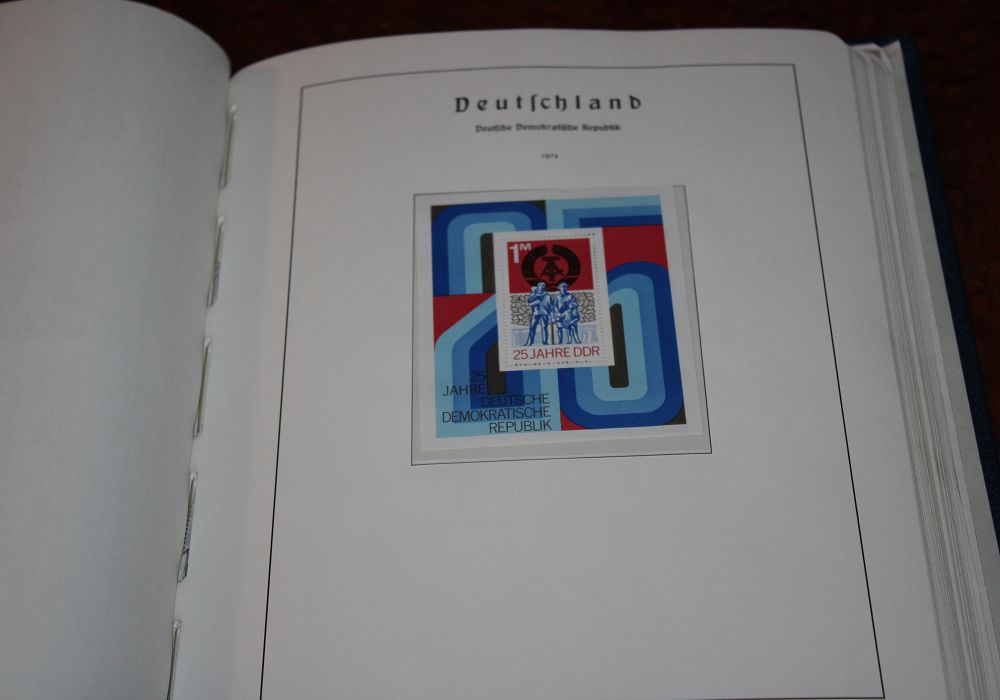 Deutſchland
Deutſche Demokratiſche Republik
1974
1M
25 JAHRE DDR
25
JAHRE
DEUTSCHE
DEMOKRATISCHE
REPUBLIK